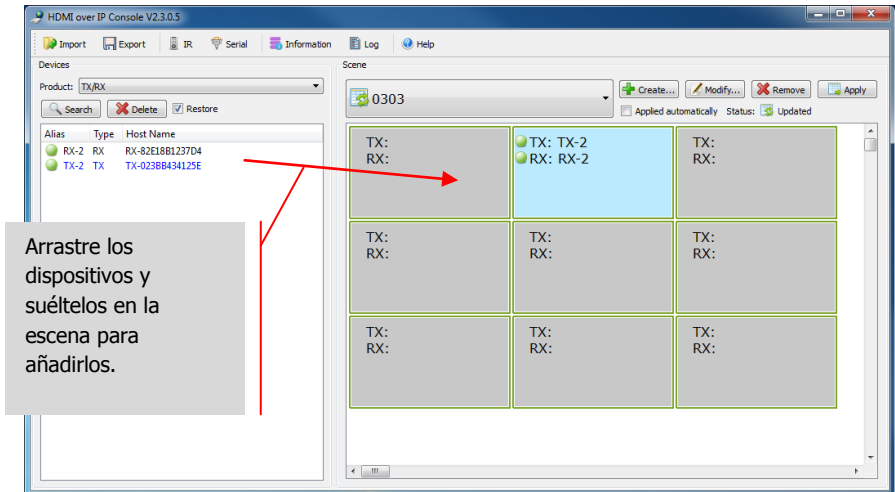 HDMI over IP Console V2.3.0.5
Import Export IR Serial Information Log Help
Devices
Product: TX/RX
Search Delete Restore
Alias Type Host Name
RX-2 RX RX-82E18B1237D4
TX-2 TX TX-023BB434125E
Arrastre los
dispositivos y
suéltelos en la
escena para
añadirlos.
Scene
0303
Create... Modify... Remove Apply
Applied automatically Status: Updated
TX: TX: TX-2 TX:
RX: RX: RX-2 RX:
TX: TX: TX:
RX: RX: RX:
TX: TX: TX:
RX: RX: RX: